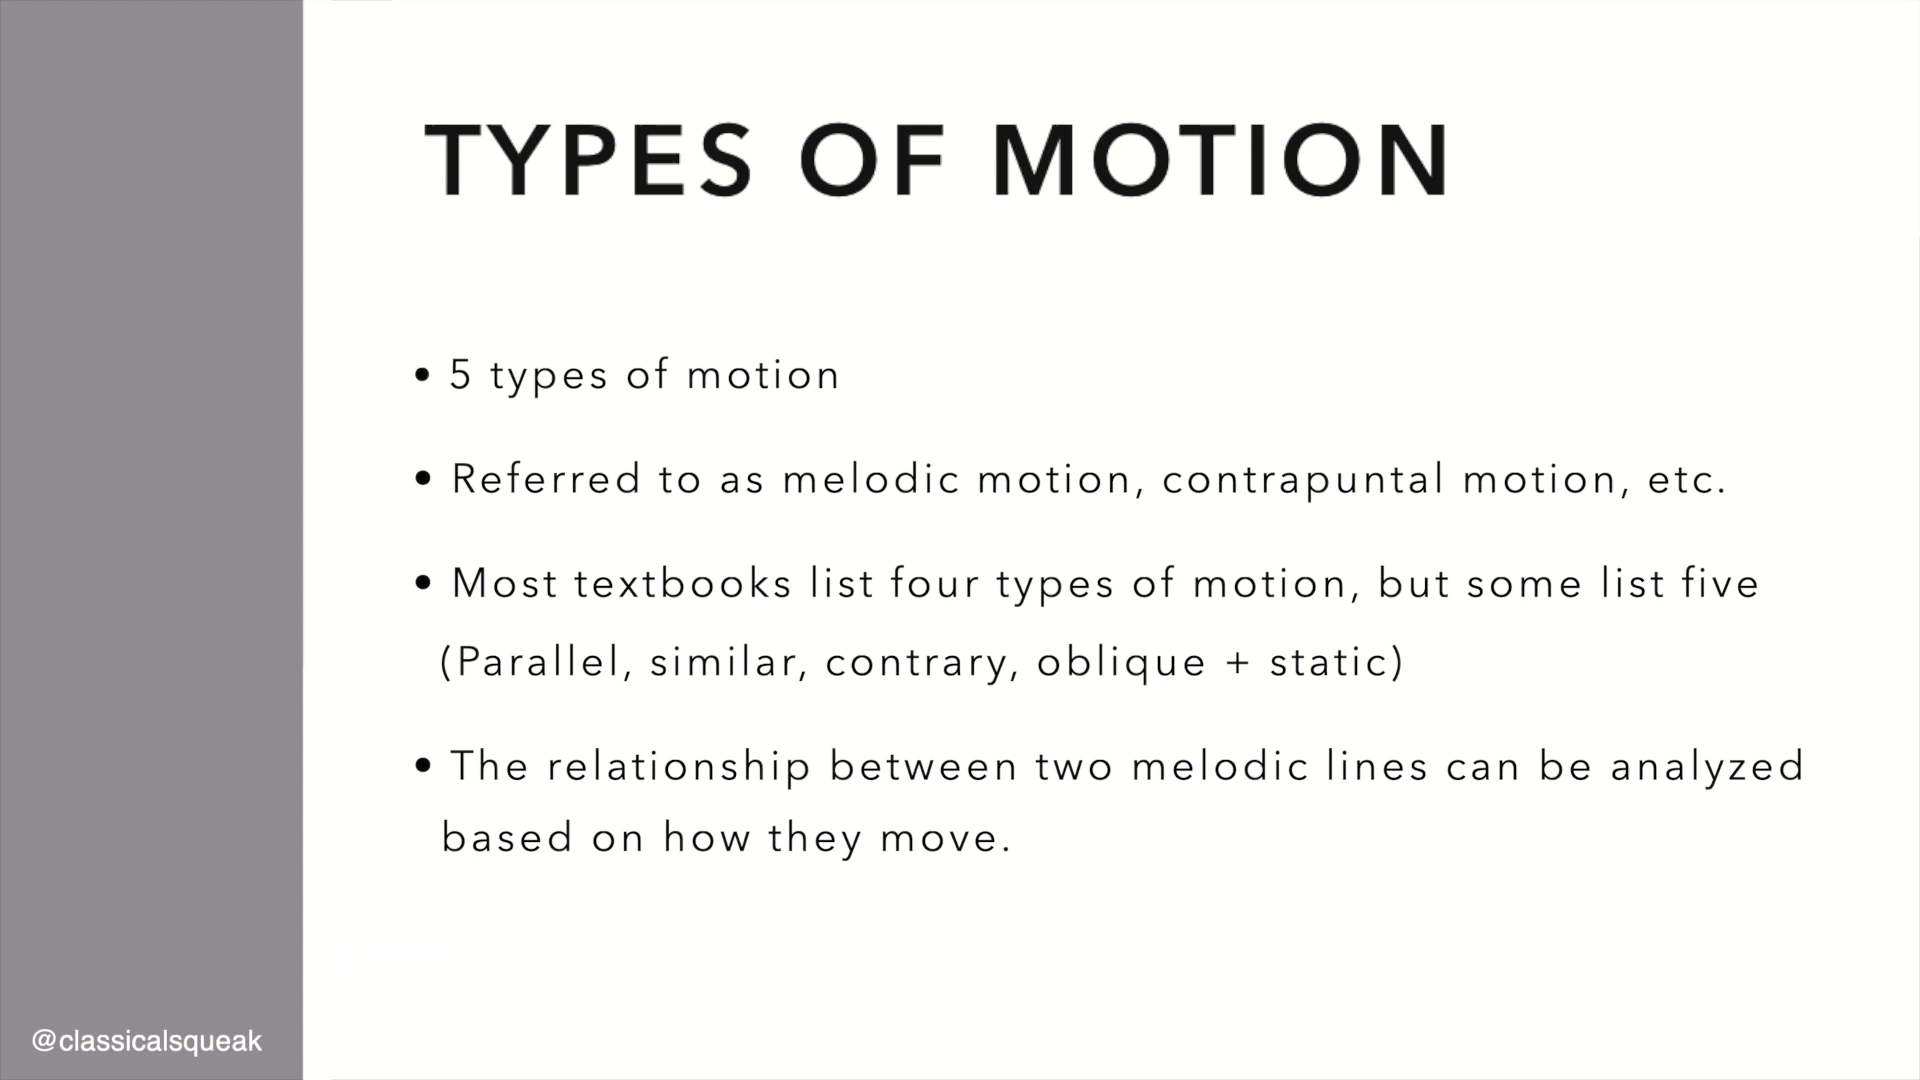 TYPES OF MOTION
• 5 types of motion
• Referred to as melodic motion, contrapuntal motion, etc.
• Most textbooks list four types of motion, but some list five
(Parallel, similar, contrary, oblique + static)
• The relationship between two melodic lines can be analyzed
based on how they move.
@classicalsqueak